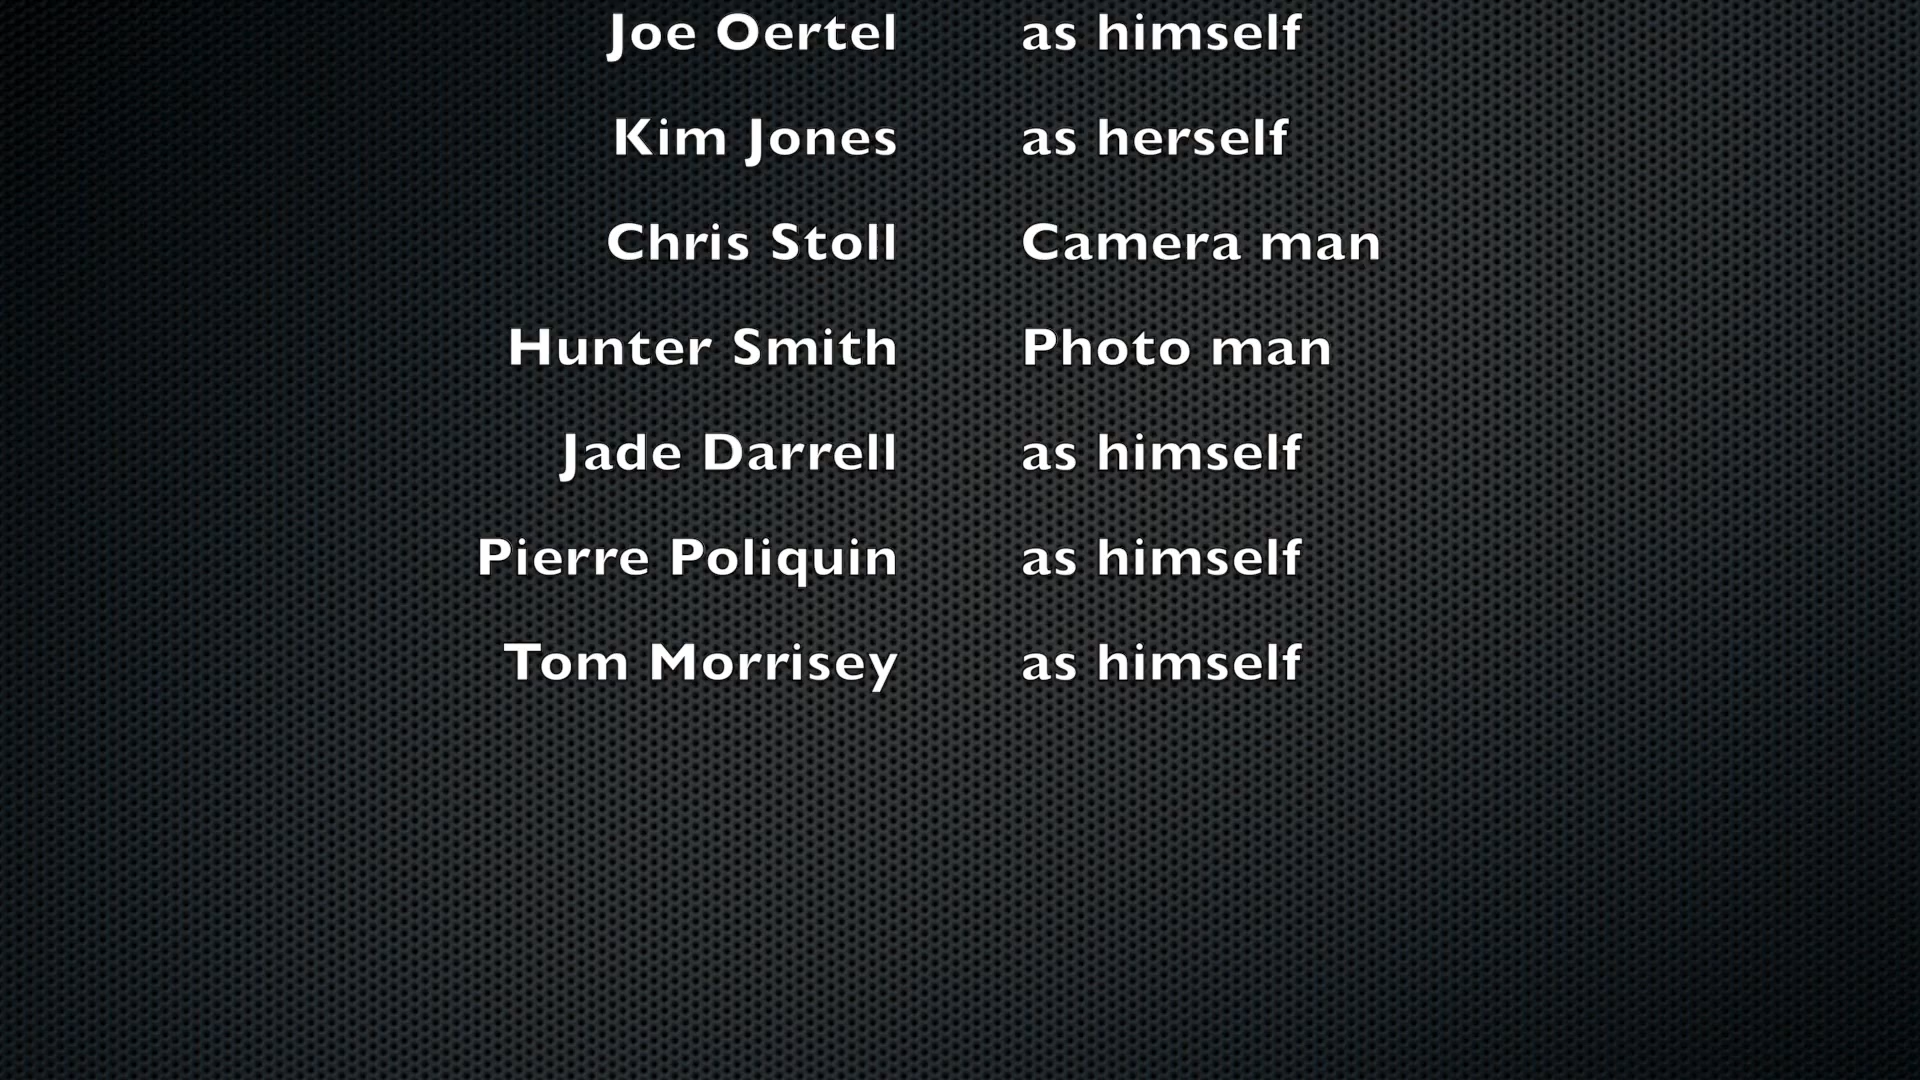 Joe Oertel as himself
Kim Jones as herself
Chris Stoll Camera man
Hunter Smith Photo man
Jade Darrell as himself
Pierre Poliquin as himself
Tom Morrisey as himself